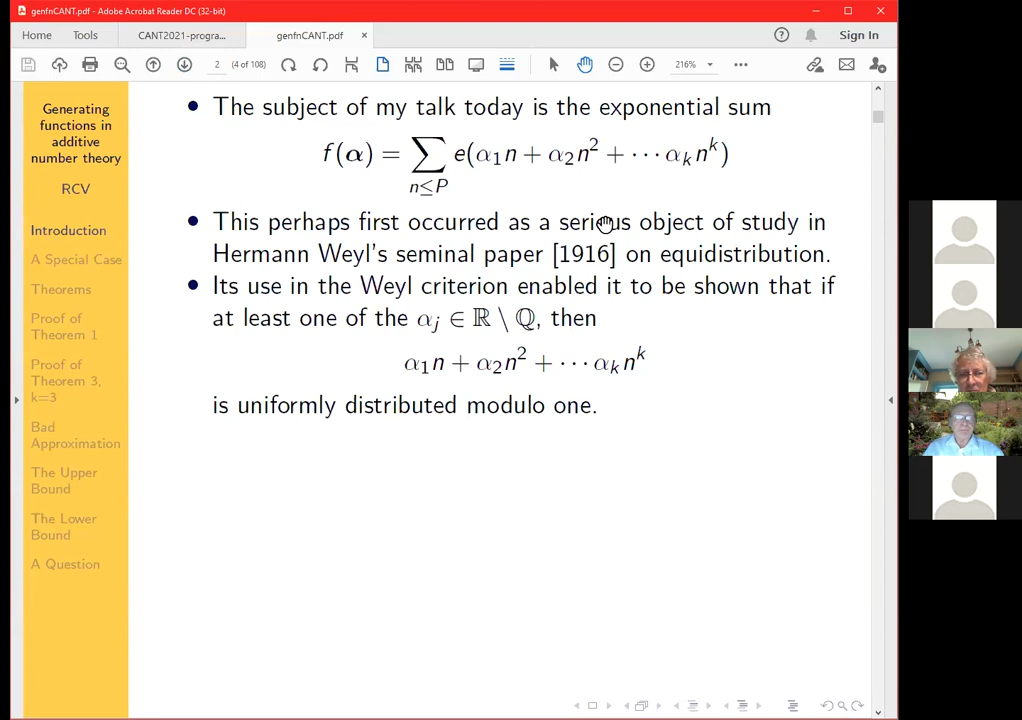 genfnCANT.pdf - Adobe Acrobat Reader DC (32-bit)
Home Tools CANT2021-progra... genfnCANT.pdf × Sign In
2 (4 of 108) 216%
Generating
functions in
additive
number theory
RCV
Introduction
A Special Case
Theorems
Proof of
Theorem 1
Proof of
Theorem 3,
k=3
Bad
Approximation
The Upper
Bound
The Lower
Bound
A Question
• The subject of my talk today is the exponential sum
f(α) = ∑_{n≤P} e(α₁n + α₂n² + ⋯ αₖnᵏ)
• This perhaps first occurred as a serious object of study in
Hermann Weyl's seminal paper [1916] on equidistribution.
• Its use in the Weyl criterion enabled it to be shown that if
at least one of the αⱼ ∈ ℝ \ ℚ, then
α₁n + α₂n² + ⋯ αₖnᵏ
is uniformly distributed modulo one.